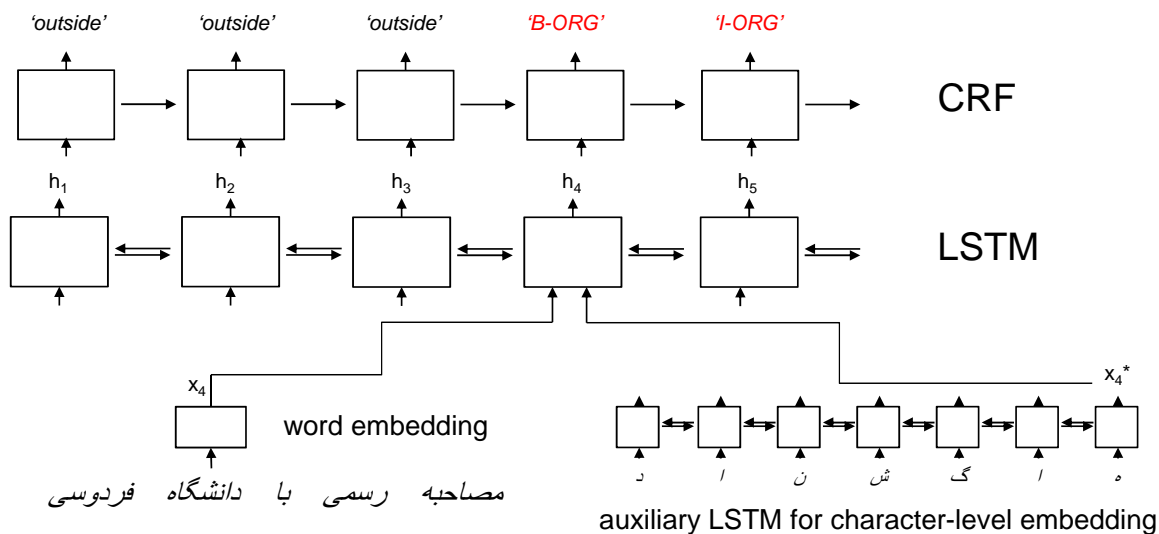 'outside' 'outside' 'outside' 'B-ORG' 'I-ORG'
CRF
h₁ h₂ h₃ h₄ h₅
LSTM
x₄ x₄*
word embedding
مصاحبه رسمی با دانشگاه فردوسی
د ا ن ش گ ا ه
auxiliary LSTM for character-level embedding